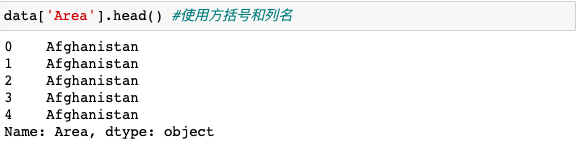 data['Area'].head() #使用方括号和列名
0    Afghanistan
1    Afghanistan
2    Afghanistan
3    Afghanistan
4    Afghanistan
Name: Area, dtype: object